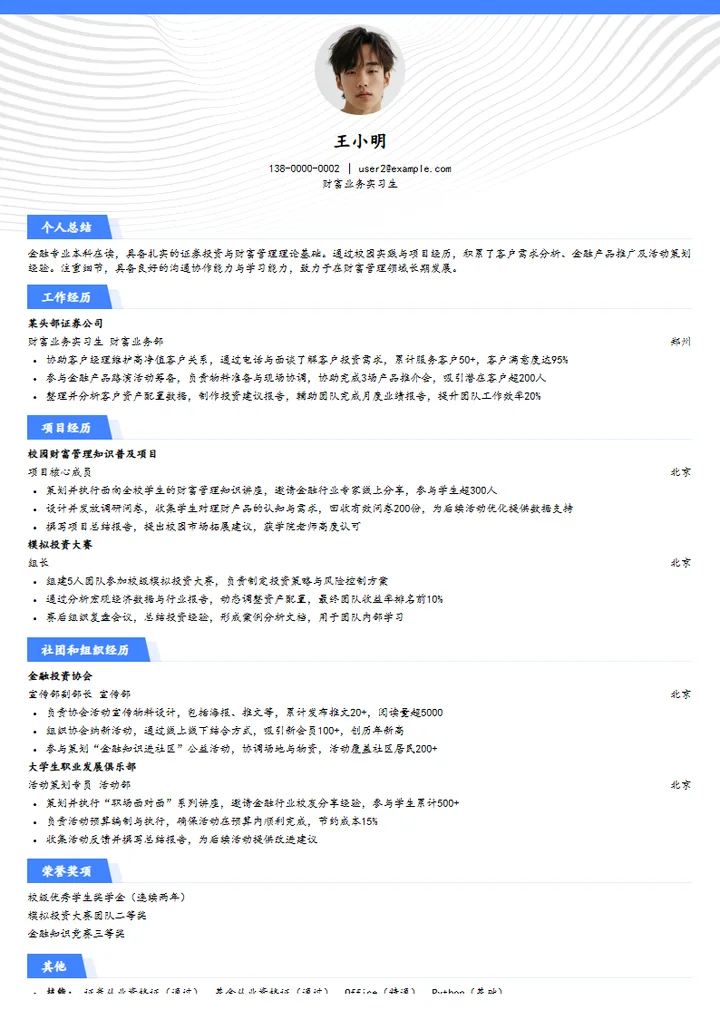 王小明
138-0000-0002 | user2@example.com
财富业务实习生
个人总结
金融专业本科在读，具备扎实的证券投资与财富管理理论基础。通过校园实践与项目经历，积累了客户需求分析、金融产品推广及活动策划
经验。注重细节，具备良好的沟通协作能力与学习能力，致力于在财富管理领域长期发展。
工作经历
某头部证券公司
财富业务实习生 财富业务部 郑州
• 协助客户经理维护高净值客户关系，通过电话与面谈了解客户投资需求，累计服务客户50+，客户满意度达95%
• 参与金融产品路演活动筹备，负责物料准备与现场协调，协助完成3场产品推介会，吸引潜在客户超200人
• 整理并分析客户资产配置数据，制作投资建议报告，辅助团队完成月度业绩报告，提升团队工作效率20%
项目经历
校园财富管理知识普及项目
项目核心成员 北京
• 策划并执行面向全校学生的财富管理知识讲座，邀请金融行业专家线上分享，参与学生超300人
• 设计并发放调研问卷，收集学生对理财产品的认知与需求，回收有效问卷200份，为后续活动优化提供数据支持
• 撰写项目总结报告，提出校园市场拓展建议，获学院老师高度认可
模拟投资大赛
组长 北京
• 组建5人团队参加校级模拟投资大赛，负责制定投资策略与风险控制方案
• 通过分析宏观经济数据与行业报告，动态调整资产配置，最终团队收益率排名前10%
• 赛后组织复盘会议，总结投资经验，形成案例分析文档，用于团队内部学习
社团和组织经历
金融投资协会
宣传部副部长 宣传部 北京
• 负责协会活动宣传物料设计，包括海报、推文等，累计发布推文20+，阅读量超5000
• 组织协会纳新活动，通过线上线下结合方式，吸引新会员100+，创历年新高
• 参与策划“金融知识进社区”公益活动，协调场地与物资，活动覆盖社区居民200+
大学生职业发展俱乐部
活动策划专员 活动部 北京
• 策划并执行“职场面对面”系列讲座，邀请金融行业校友分享经验，参与学生累计500+
• 负责活动预算编制与执行，确保活动在预算内顺利完成，节约成本15%
• 收集活动反馈并撰写总结报告，为后续活动提供改进建议
荣誉奖项
校级优秀学生奖学金（连续两年）
模拟投资大赛团队二等奖
金融知识竞赛三等奖
其他
• 技能： 证券从业资格证（通过）、基金从业资格证（通过）、Office（精通）、Python（基础）